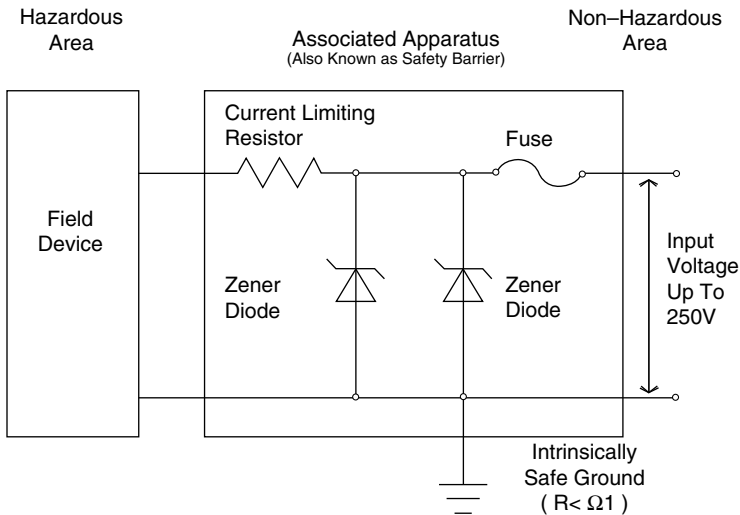 Hazardous
Area
Associated Apparatus
(Also Known as Safety Barrier)
Non–Hazardous
Area
Current Limiting
Resistor
Fuse
Field
Device
Zener
Diode
Zener
Diode
Input
Voltage
Up To
250V
Intrinsically
Safe Ground
( R< Ω1 )